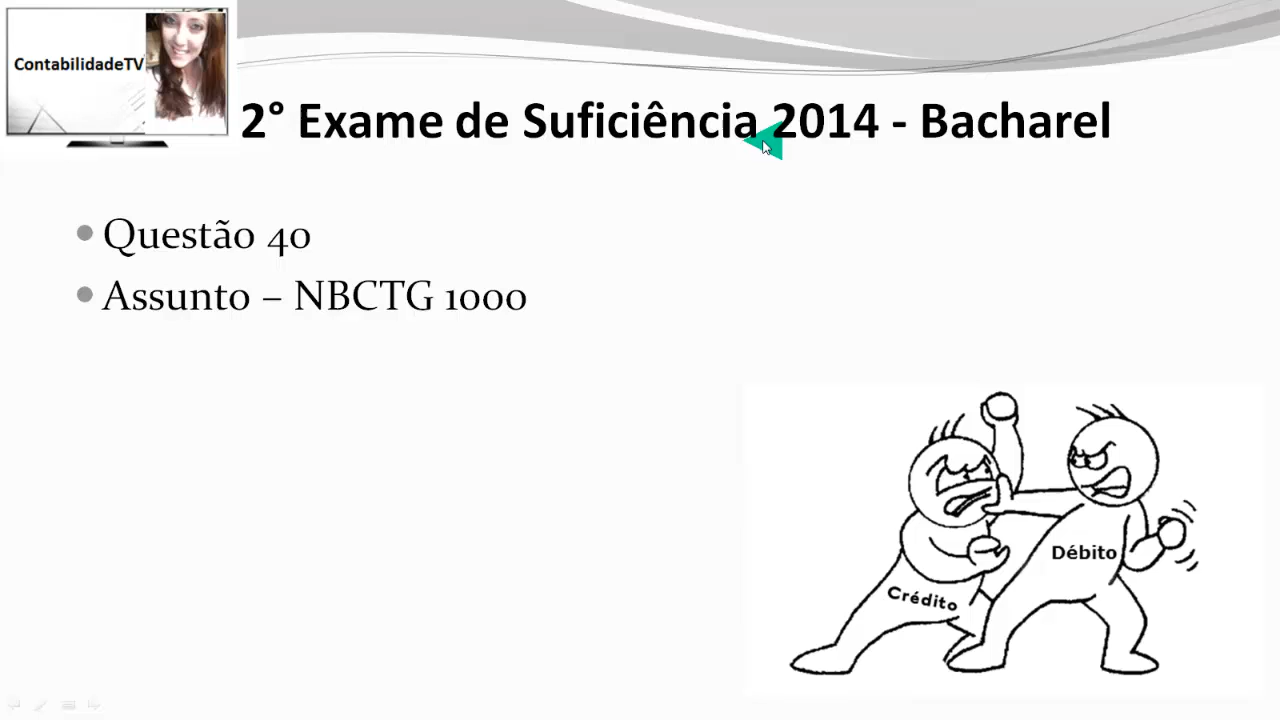 ContabilidadeTV
2° Exame de Suficiência 2014 - Bacharel
Questão 40
Assunto – NBCTG 1000
Débito
Crédito